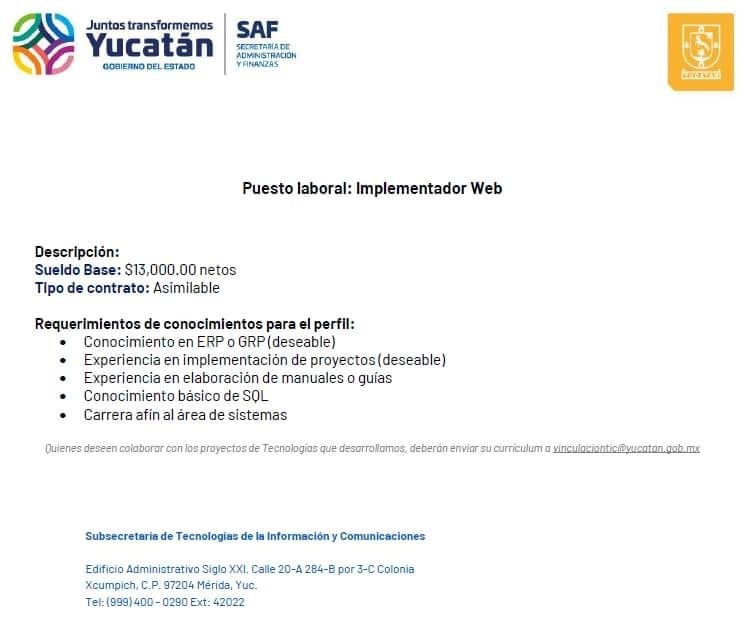 Juntos transformemos
Yucatán
GOBIERNO DEL ESTADO
SAF
SECRETARÍA DE
ADMINISTRACIÓN
Y FINANZAS
YUCATÁN
Puesto laboral: Implementador Web
Descripción:
Sueldo Base: $13,000.00 netos
Tipo de contrato: Asimilable
Requerimientos de conocimientos para el perfil:
• Conocimiento en ERP o GRP (deseable)
• Experiencia en implementación de proyectos (deseable)
• Experiencia en elaboración de manuales o guías
• Conocimiento básico de SQL
• Carrera afín al área de sistemas
Quienes deseen colaborar con los proyectos de Tecnologías que desarrollamos, deberán enviar su currículum a vinculaciontic@yucatan.gob.mx
Subsecretaría de Tecnologías de la Información y Comunicaciones
Edificio Administrativo Siglo XXI. Calle 20-A 284-B por 3-C Colonia
Xcumpich, C.P. 97204 Mérida, Yuc.
Tel: (999) 400 - 0290 Ext: 42022